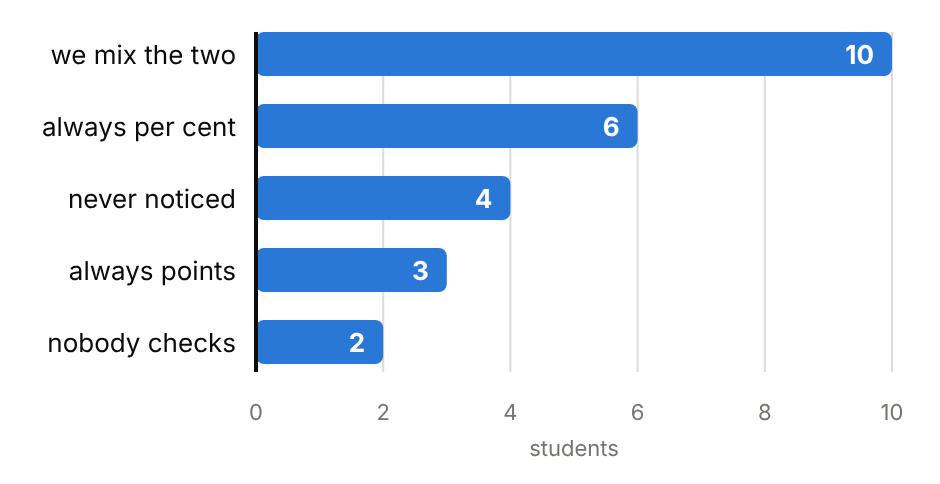 we mix the two 10
always per cent 6
never noticed 4
always points 3
nobody checks 2
0 2 4 6 8 10
students